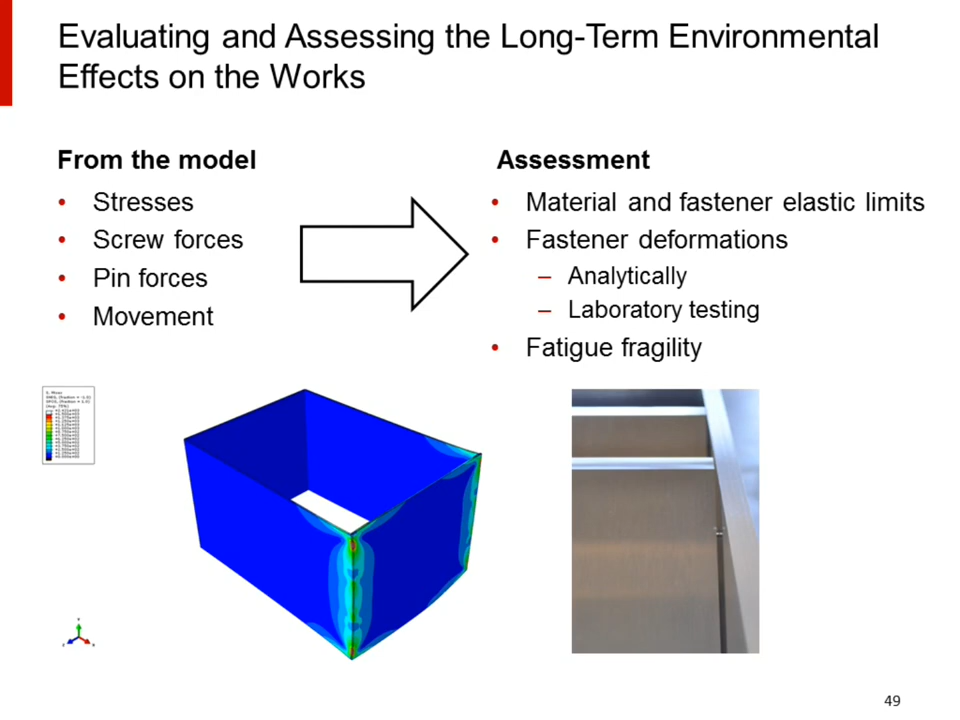 Evaluating and Assessing the Long-Term Environmental
Effects on the Works
From the model
• Stresses
• Screw forces
• Pin forces
• Movement
Assessment
• Material and fastener elastic limits
• Fastener deformations
– Analytically
– Laboratory testing
• Fatigue fragility
49